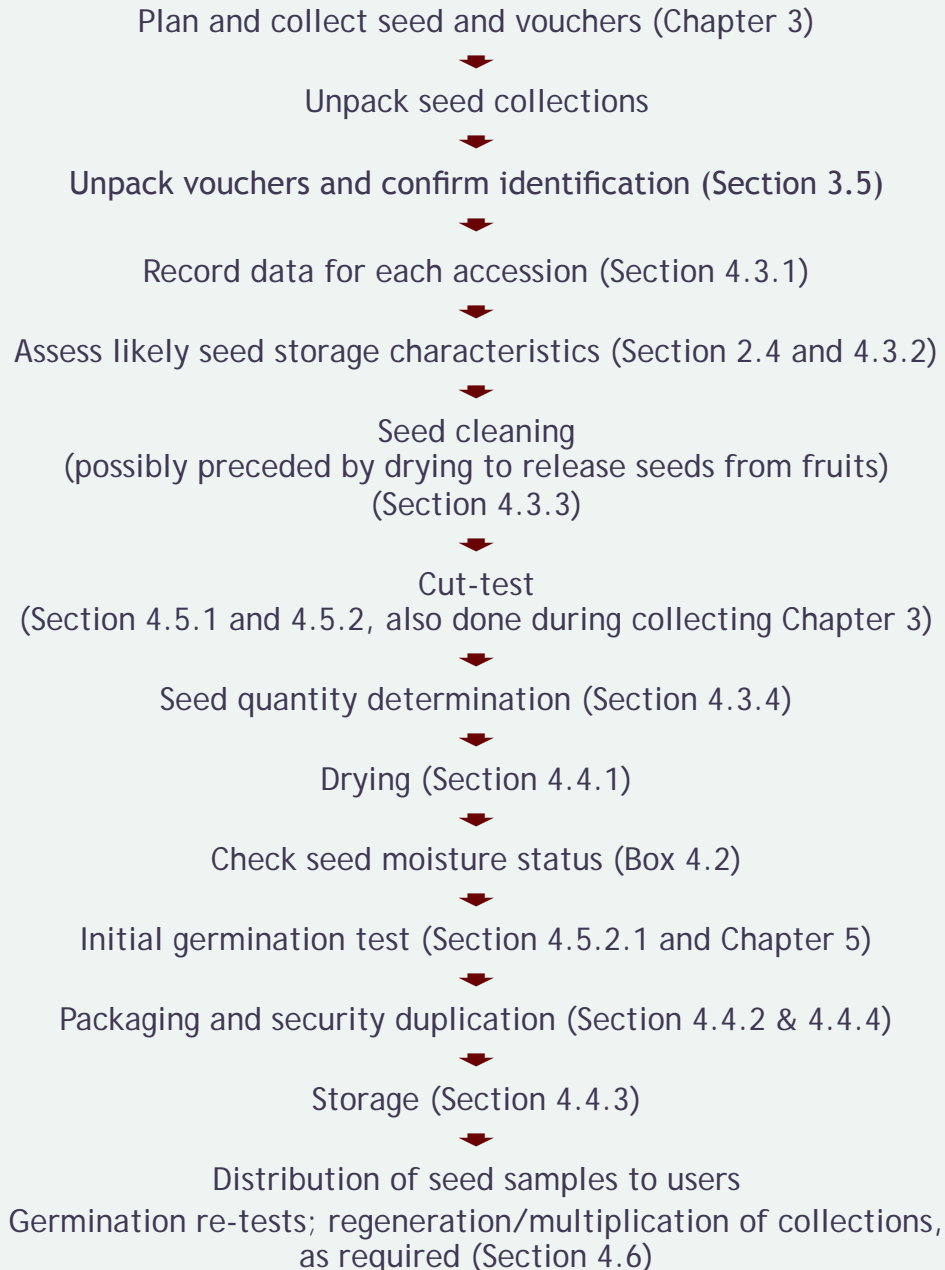 Plan and collect seed and vouchers (Chapter 3)
Unpack seed collections
Unpack vouchers and confirm identification (Section 3.5)
Record data for each accession (Section 4.3.1)
Assess likely seed storage characteristics (Section 2.4 and 4.3.2)
Seed cleaning
(possibly preceded by drying to release seeds from fruits)
(Section 4.3.3)
Cut-test
(Section 4.5.1 and 4.5.2, also done during collecting Chapter 3)
Seed quantity determination (Section 4.3.4)
Drying (Section 4.4.1)
Check seed moisture status (Box 4.2)
Initial germination test (Section 4.5.2.1 and Chapter 5)
Packaging and security duplication (Section 4.4.2 & 4.4.4)
Storage (Section 4.4.3)
Distribution of seed samples to users
Germination re-tests; regeneration/multiplication of collections,
as required (Section 4.6)